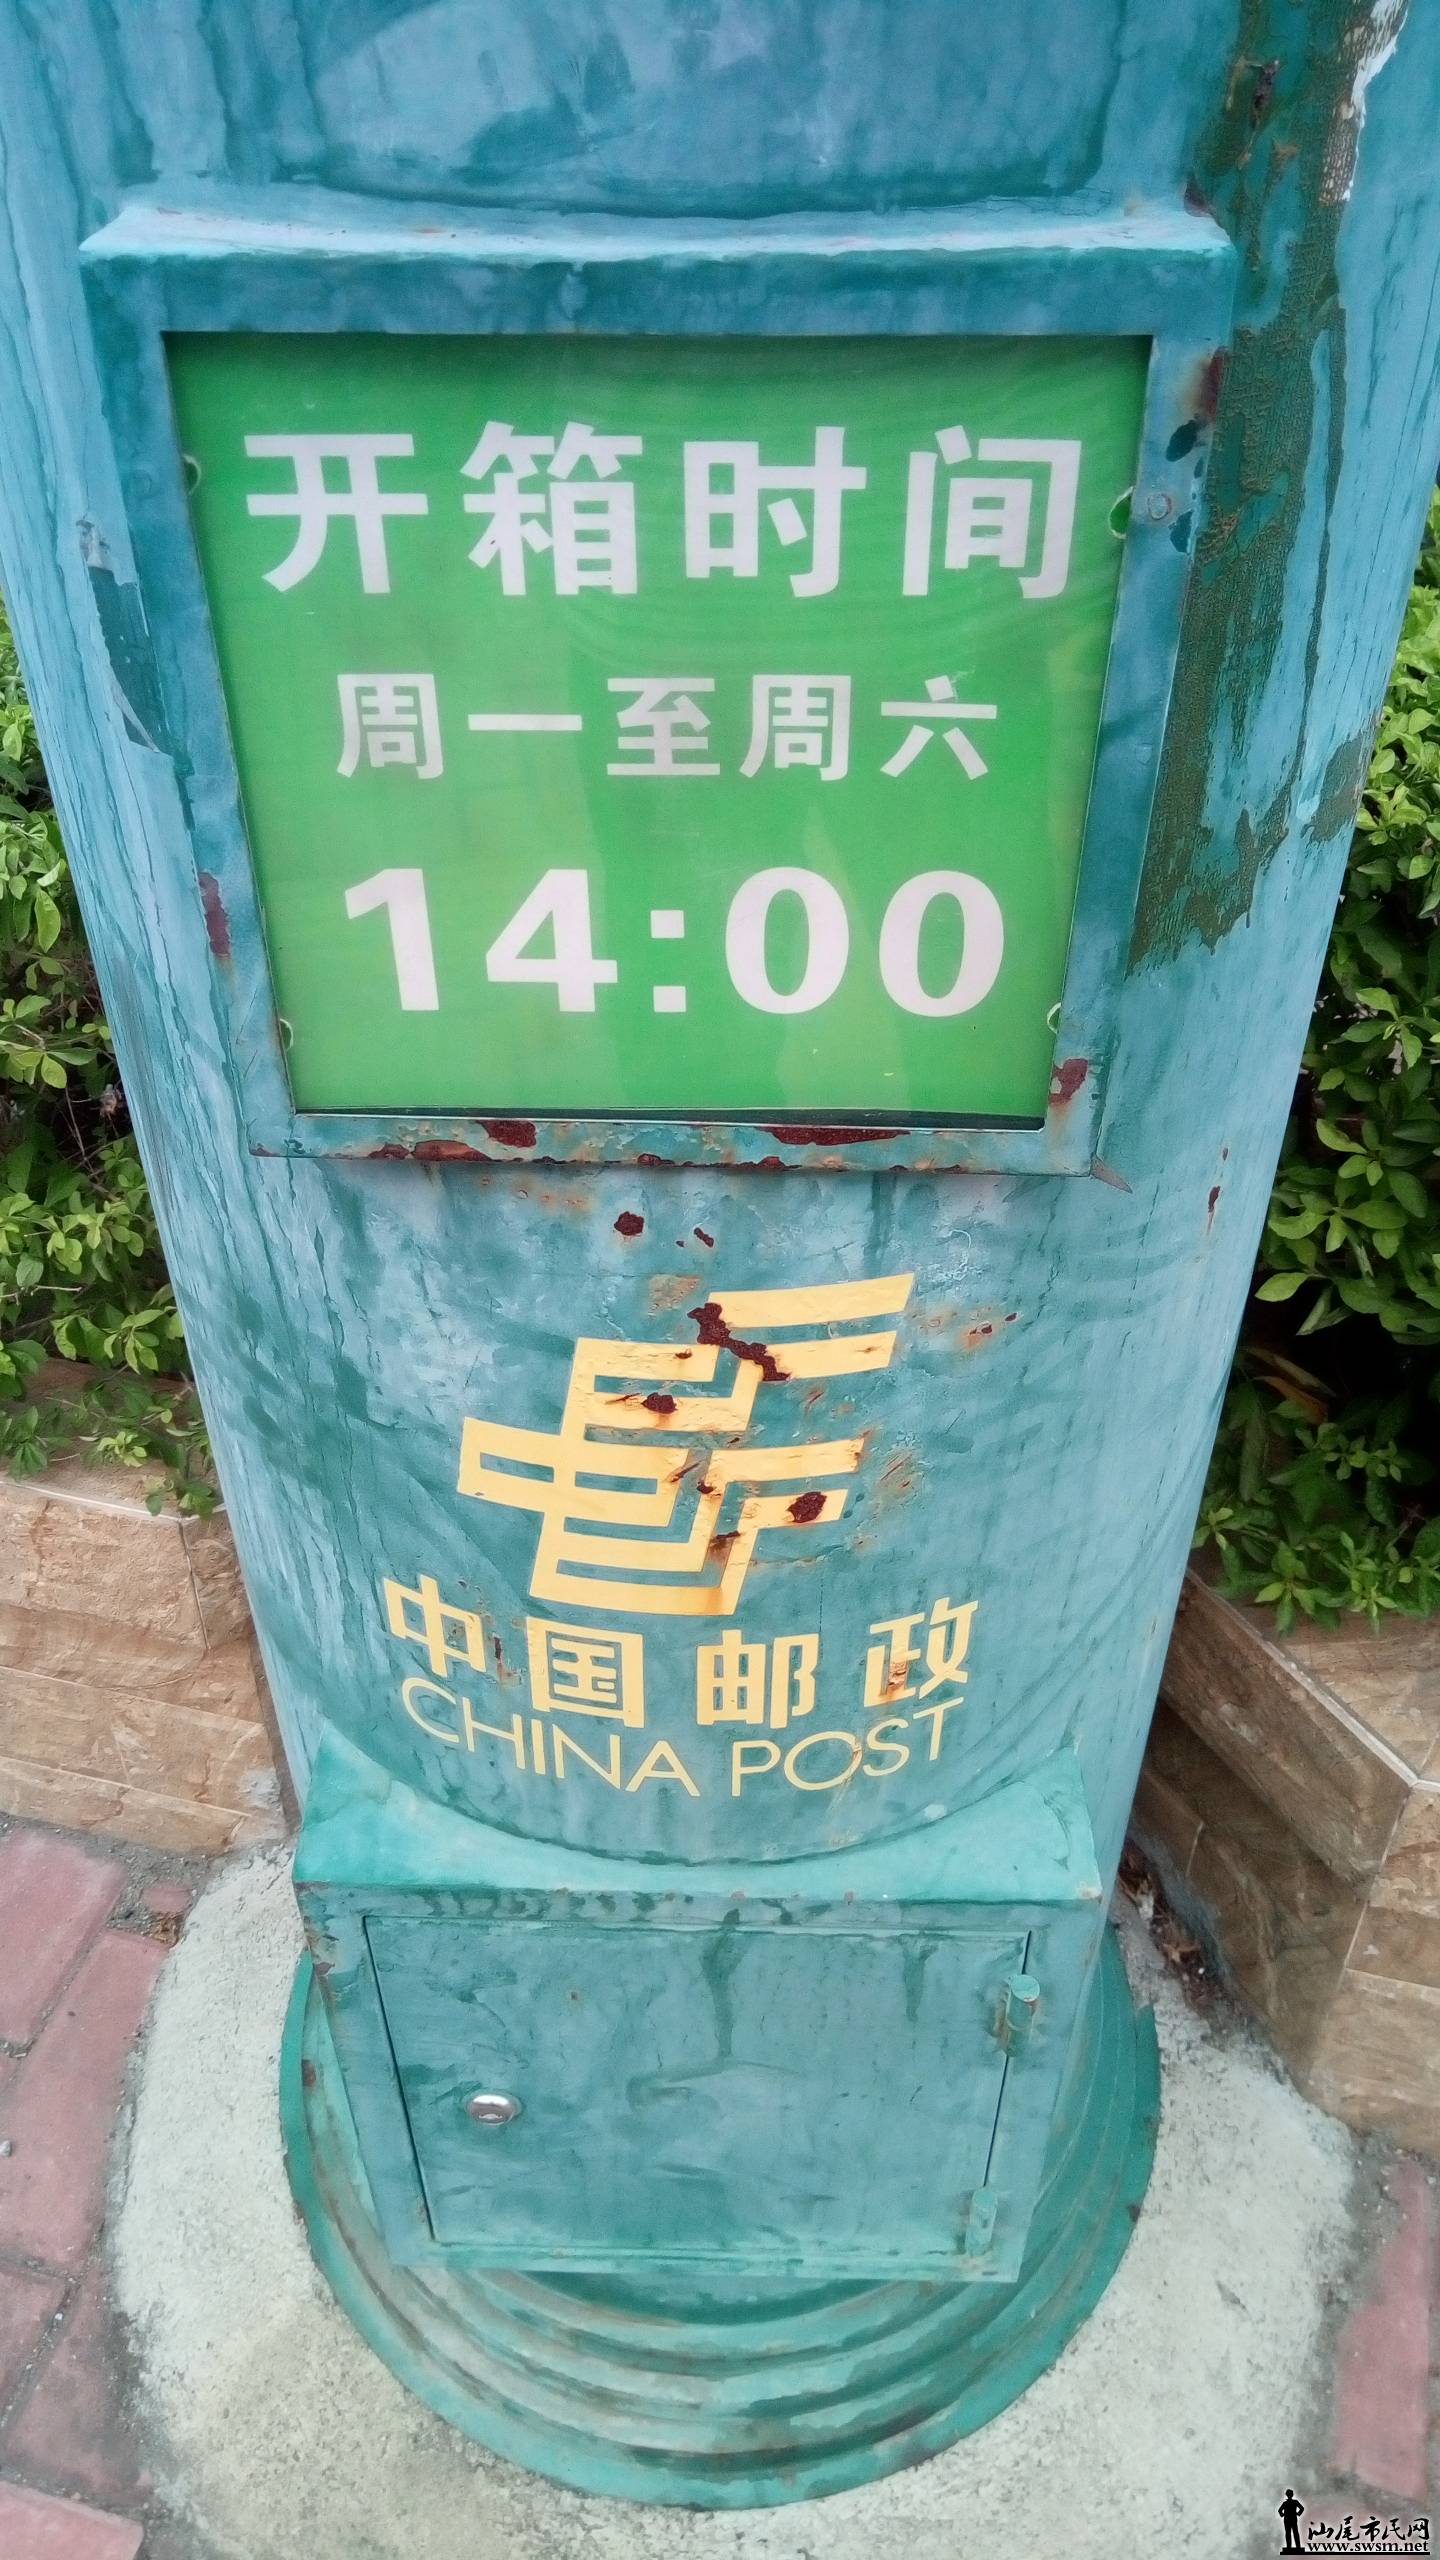 开箱时间
周一至周六
14:00
中国邮政
CHINA POST
汕尾市民网
www.swsm.net